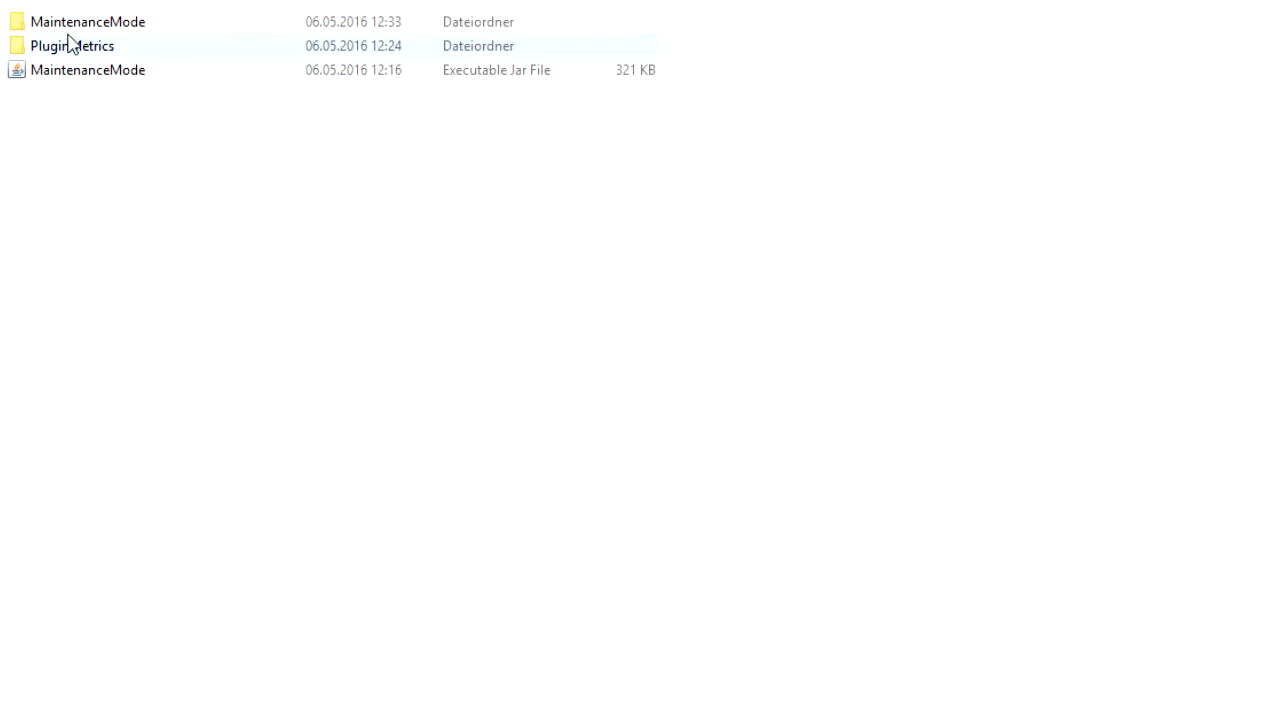 MaintenanceMode 06.05.2016 12:33 Dateiordner
PluginMetrics 06.05.2016 12:24 Dateiordner
MaintenanceMode 06.05.2016 12:16 Executable Jar File 321 KB